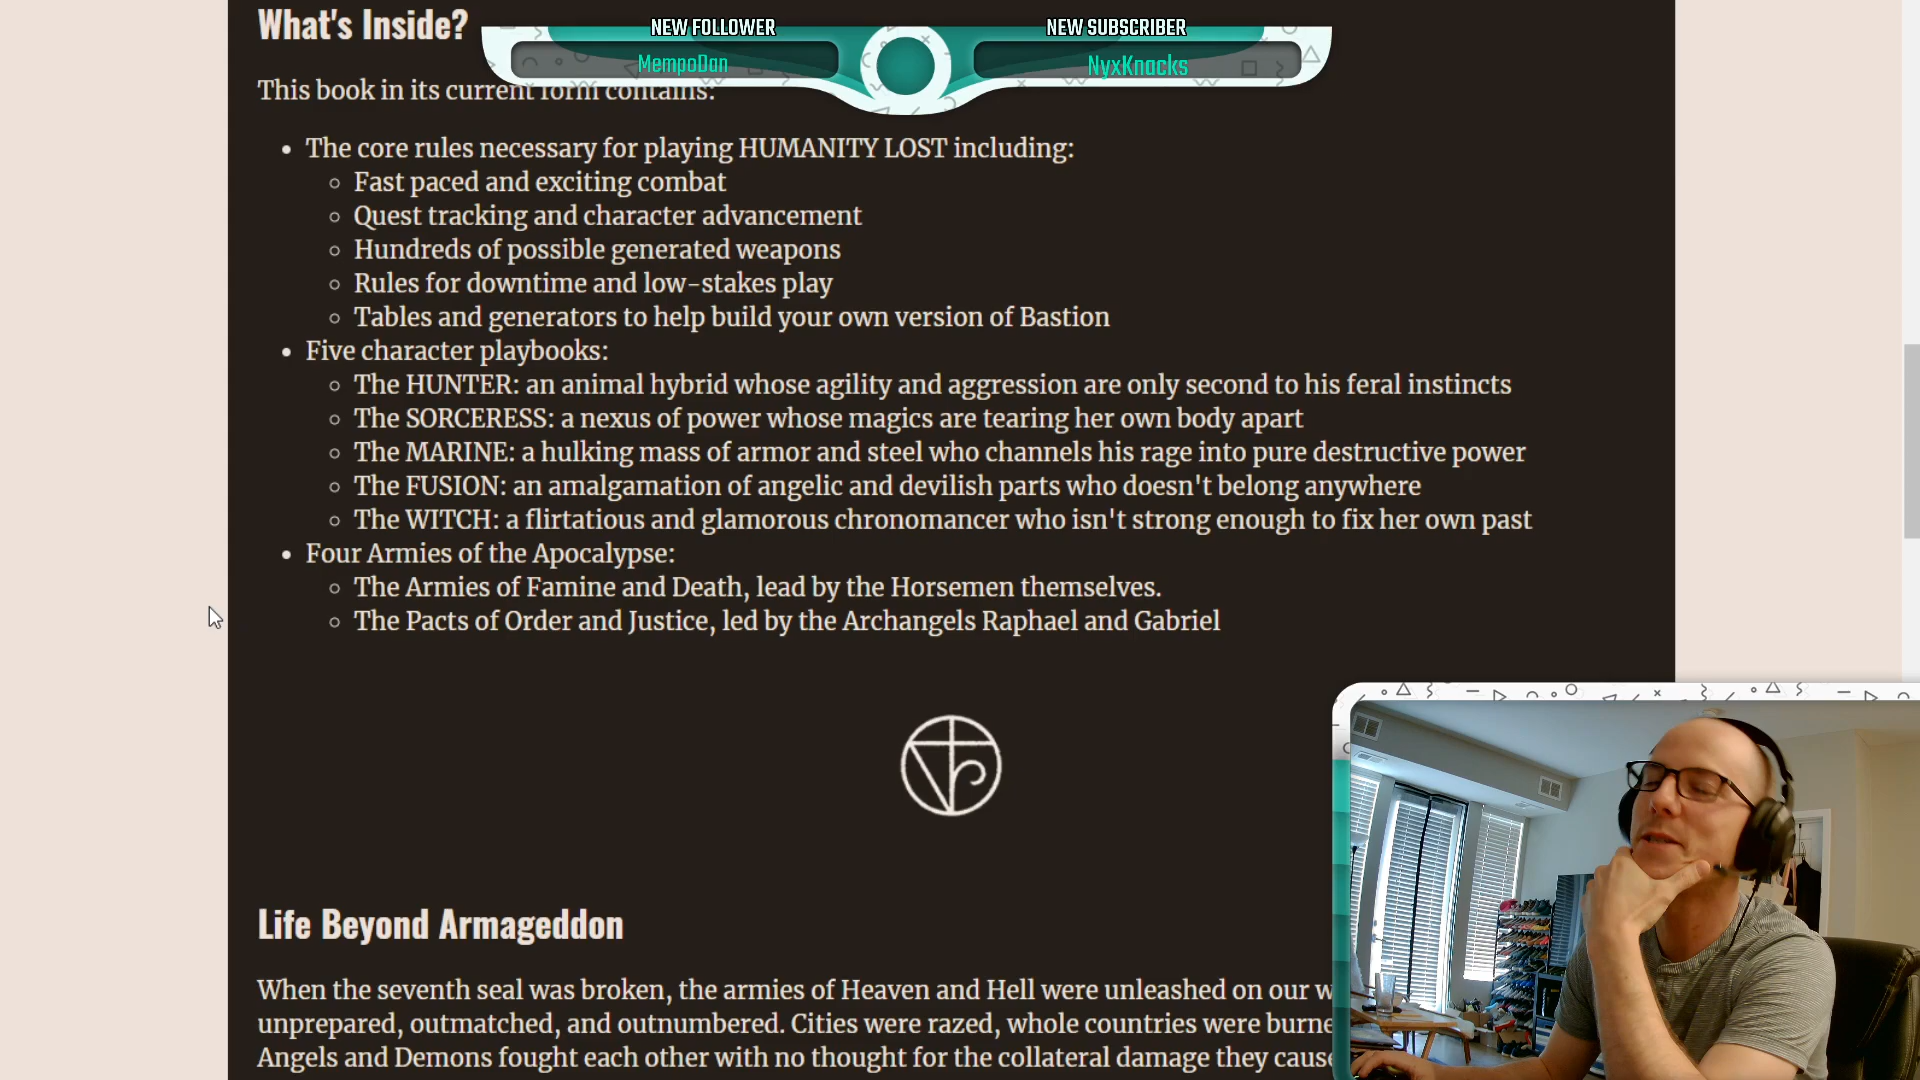 What's Inside?
NEW FOLLOWER
MempoDan
NEW SUBSCRIBER
NyxKnacks
This book in its current form contains:
The core rules necessary for playing HUMANITY LOST including:
Fast paced and exciting combat
Quest tracking and character advancement
Hundreds of possible generated weapons
Rules for downtime and low-stakes play
Tables and generators to help build your own version of Bastion
Five character playbooks:
The HUNTER: an animal hybrid whose agility and aggression are only second to his feral instincts
The SORCERESS: a nexus of power whose magics are tearing her own body apart
The MARINE: a hulking mass of armor and steel who channels his rage into pure destructive power
The FUSION: an amalgamation of angelic and devilish parts who doesn't belong anywhere
The WITCH: a flirtatious and glamorous chronomancer who isn't strong enough to fix her own past
Four Armies of the Apocalypse:
The Armies of Famine and Death, lead by the Horsemen themselves.
The Pacts of Order and Justice, led by the Archangels Raphael and Gabriel
Life Beyond Armageddon
When the seventh seal was broken, the armies of Heaven and Hell were unleashed on our
unprepared, outmatched, and outnumbered. Cities were razed, whole countries were burne
Angels and Demons fought each other with no thought for the collateral damage they cause